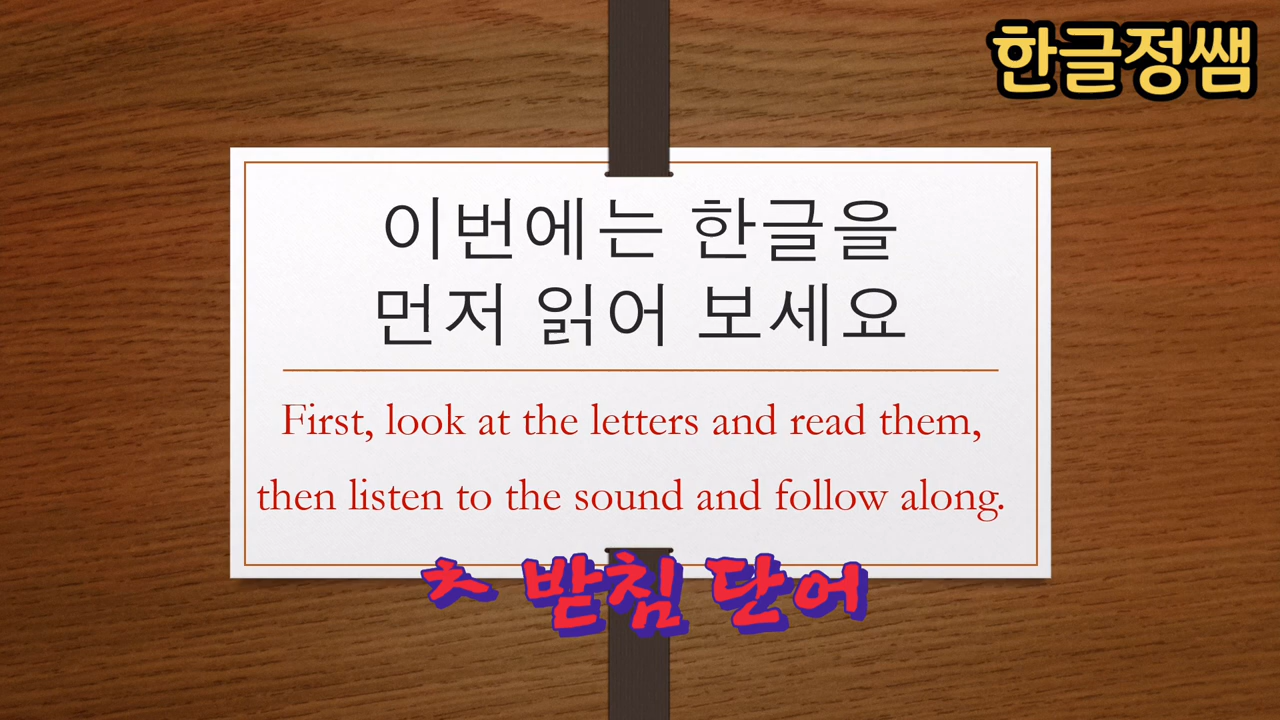 한글정쌤
이번에는 한글을
먼저 읽어 보세요
First, look at the letters and read them,
then listen to the sound and follow along.
ㅊ 받침 단어